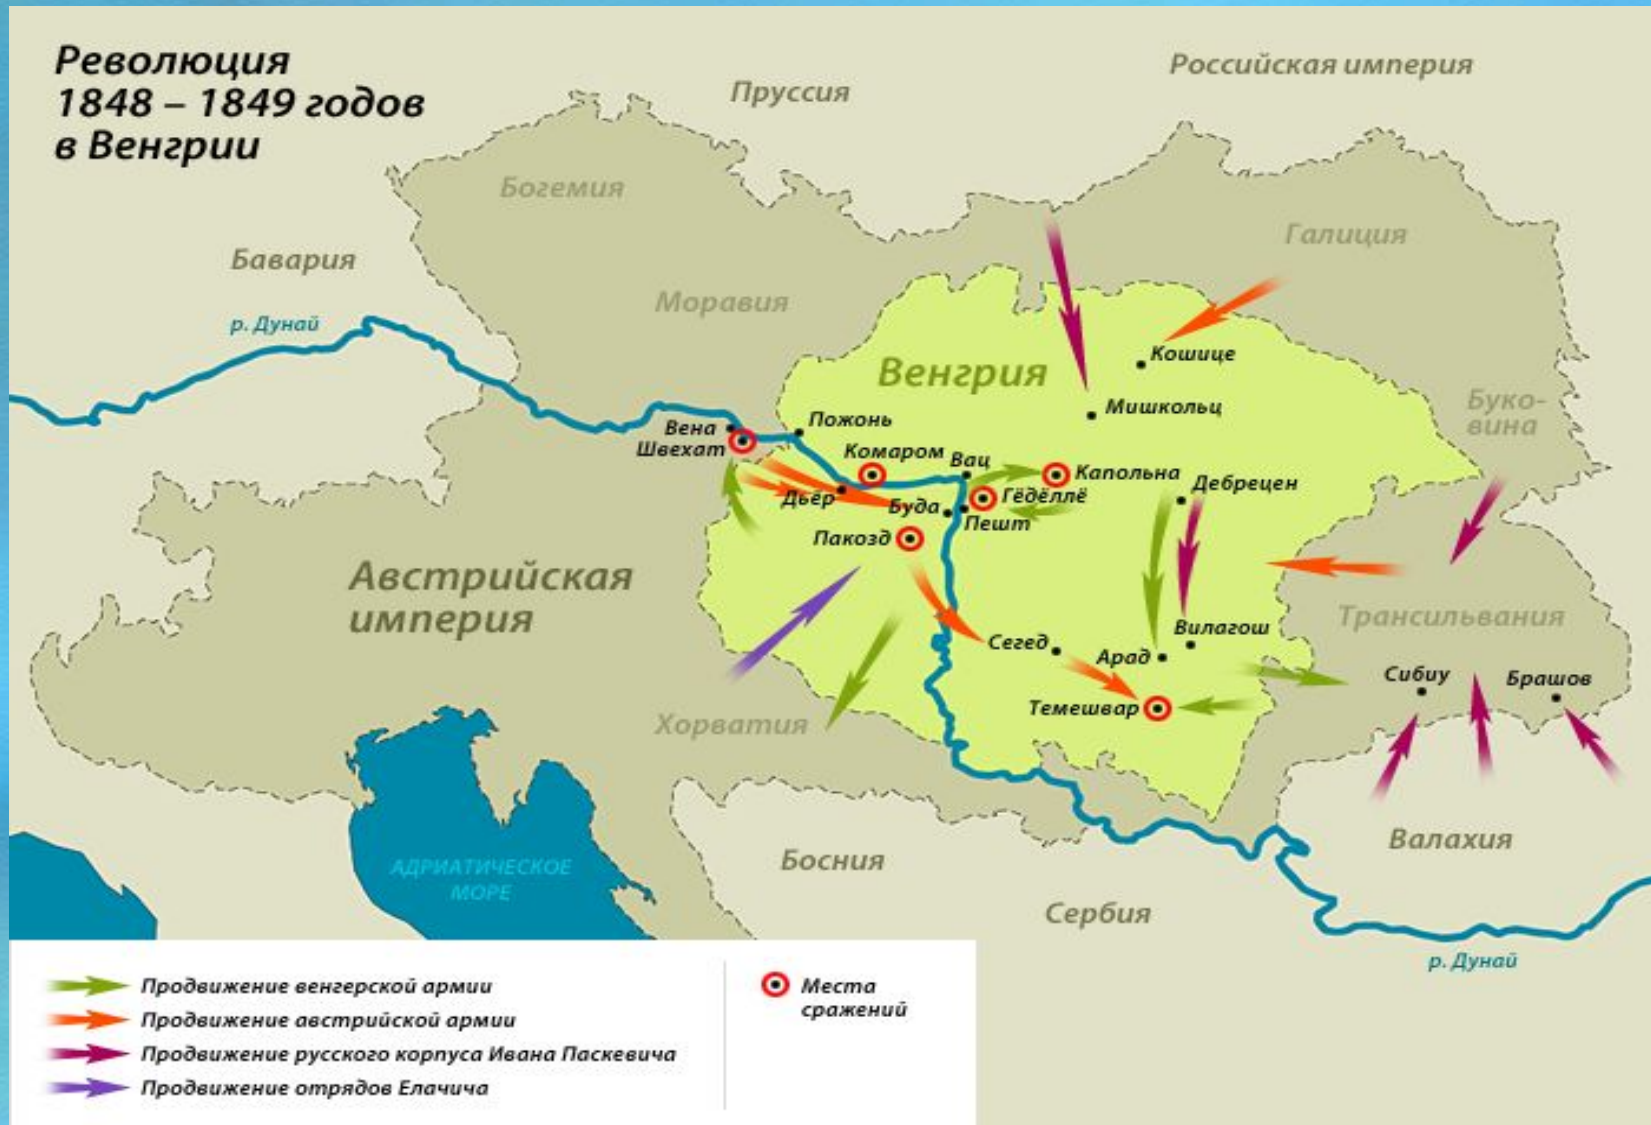 Революция
1848 – 1849 годов
в Венгрии
Пруссия
Российская империя
Богемия
Галиция
Бавария
Моравия
р. Дунай
Венгрия
Кошице
Мишкольц
Буко-
вина
Пожонь
Вена
Швехат
Комаром
Вац
Капольна
Дебрецен
Дьёр
Буда
Гёдёллё
Пешт
Пакозд
Австрийская
империя
Трансильвания
Вилагош
Сегед
Арад
Сибиу
Брашов
Темешвар
Хорватия
Валахия
АДРИАТИЧЕСКОЕ
МОРЕ
Босния
Сербия
р. Дунай
Продвижение венгерской армии
Продвижение австрийской армии
Продвижение русского корпуса Ивана Паскевича
Продвижение отрядов Елачича
Места
сражений